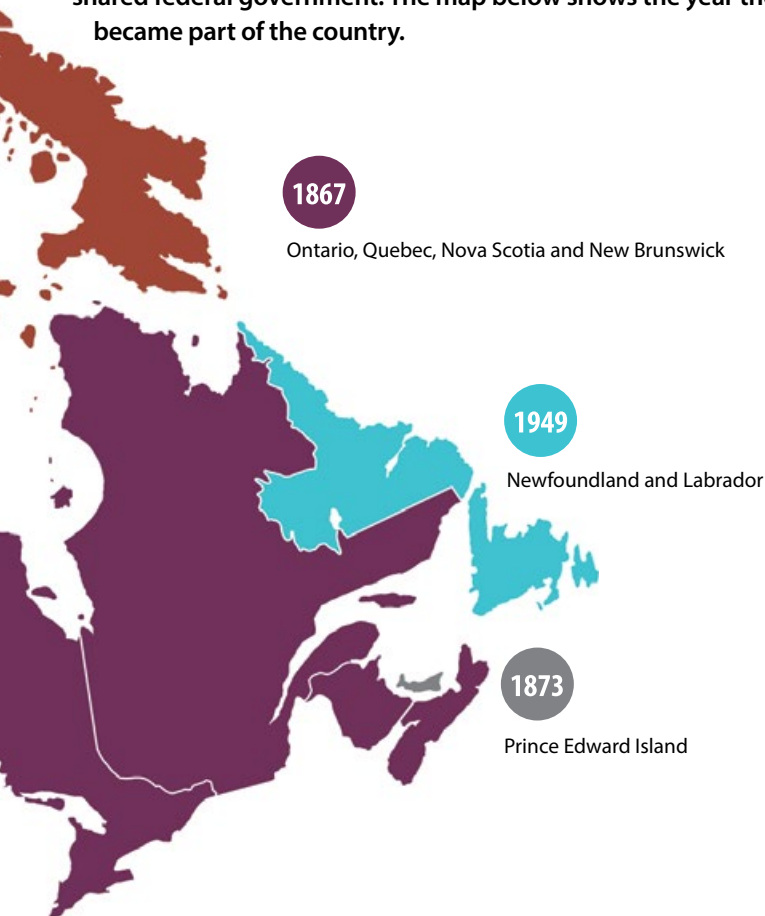 shared federal government. The map below shows the year
became part of the country.
1867
Ontario, Quebec, Nova Scotia and New Brunswick
1949
Newfoundland and Labrador
1873
Prince Edward Island